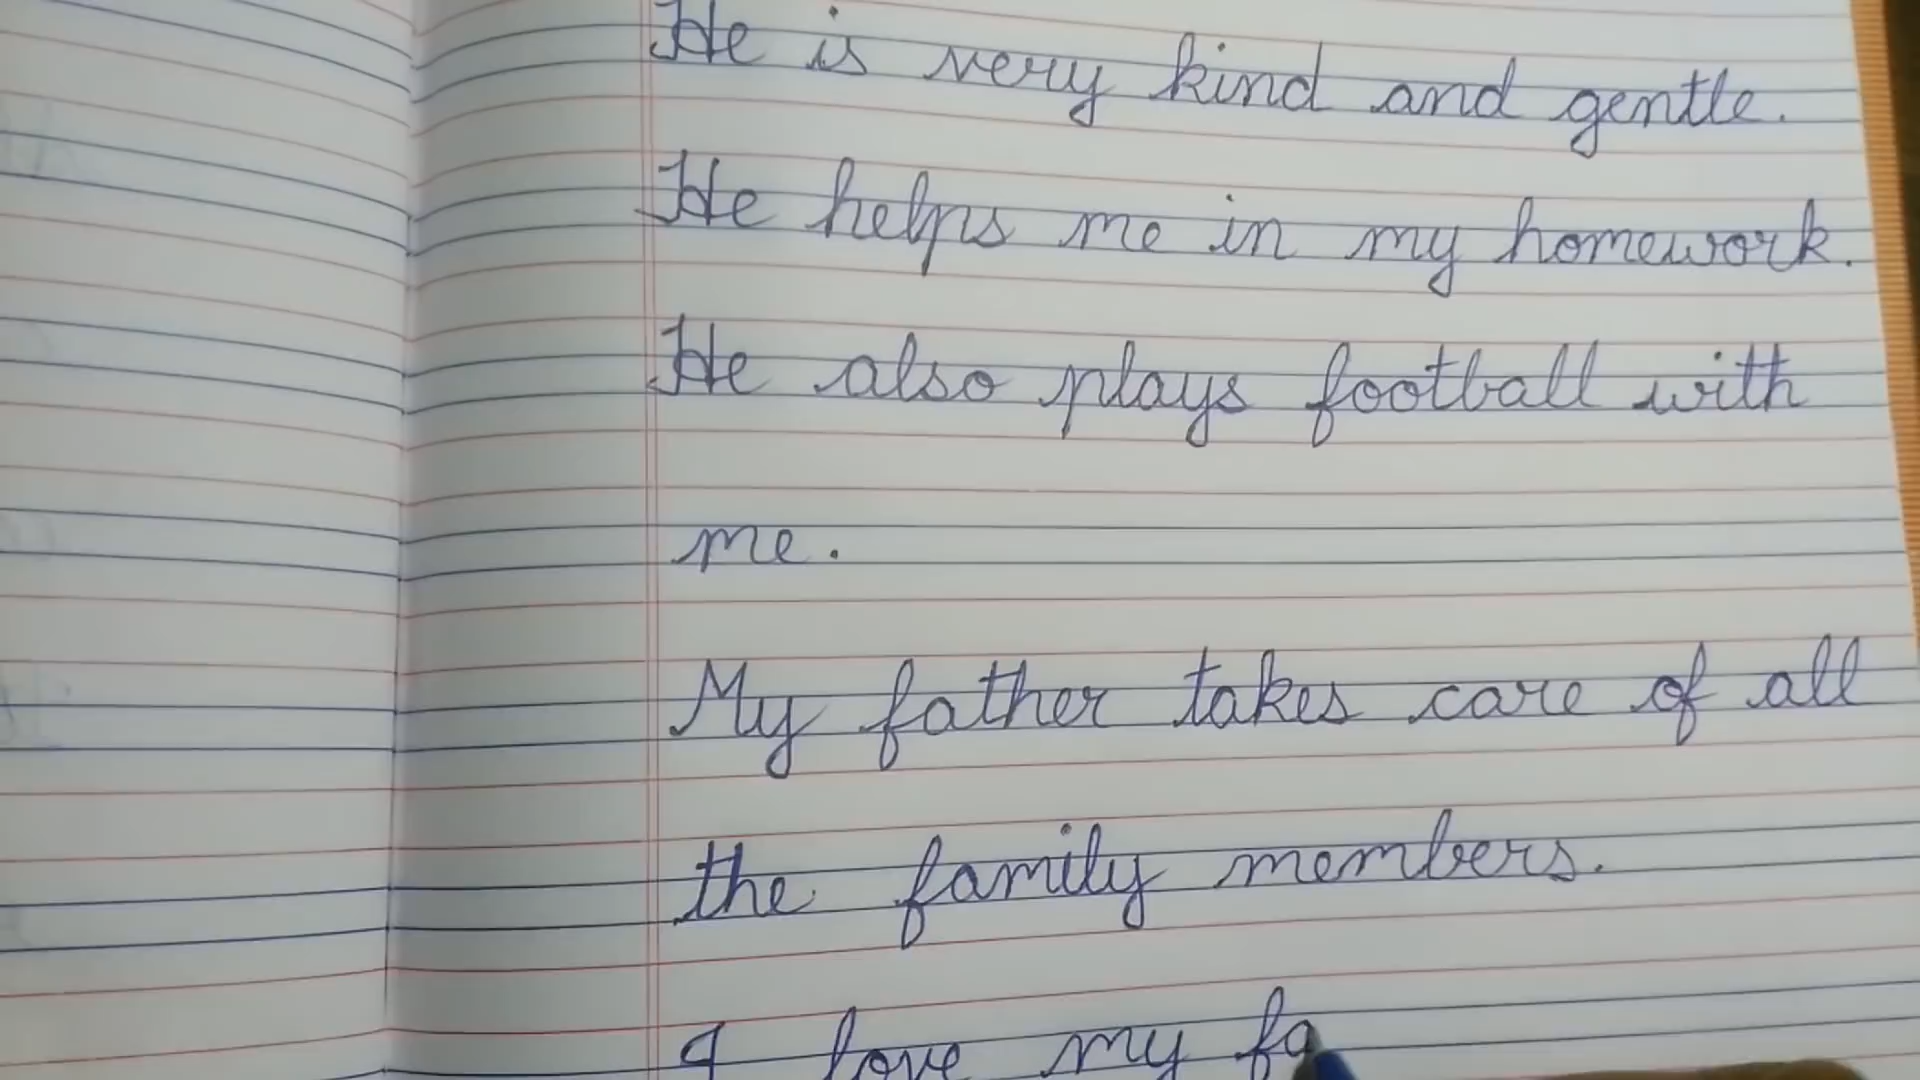 He is very kind and gentle.
He helps me in my homework.
He also plays football with
me.
My father takes care of all
the family members.
I love my fa